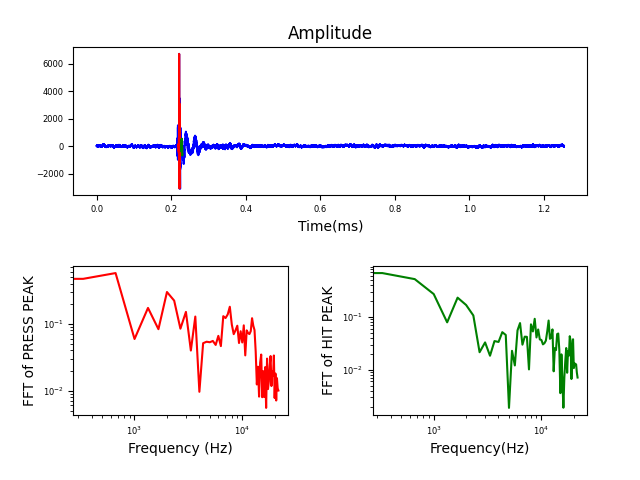 Amplitude
6000
4000
2000
0
−2000
0.0 0.2 0.4 0.6 0.8 1.0 1.2
Time(ms)
FFT of PRESS PEAK
10⁻¹
10⁻²
10³ 10⁴
Frequency (Hz)
FFT of HIT PEAK
10⁻¹
10⁻²
10³ 10⁴
Frequency(Hz)